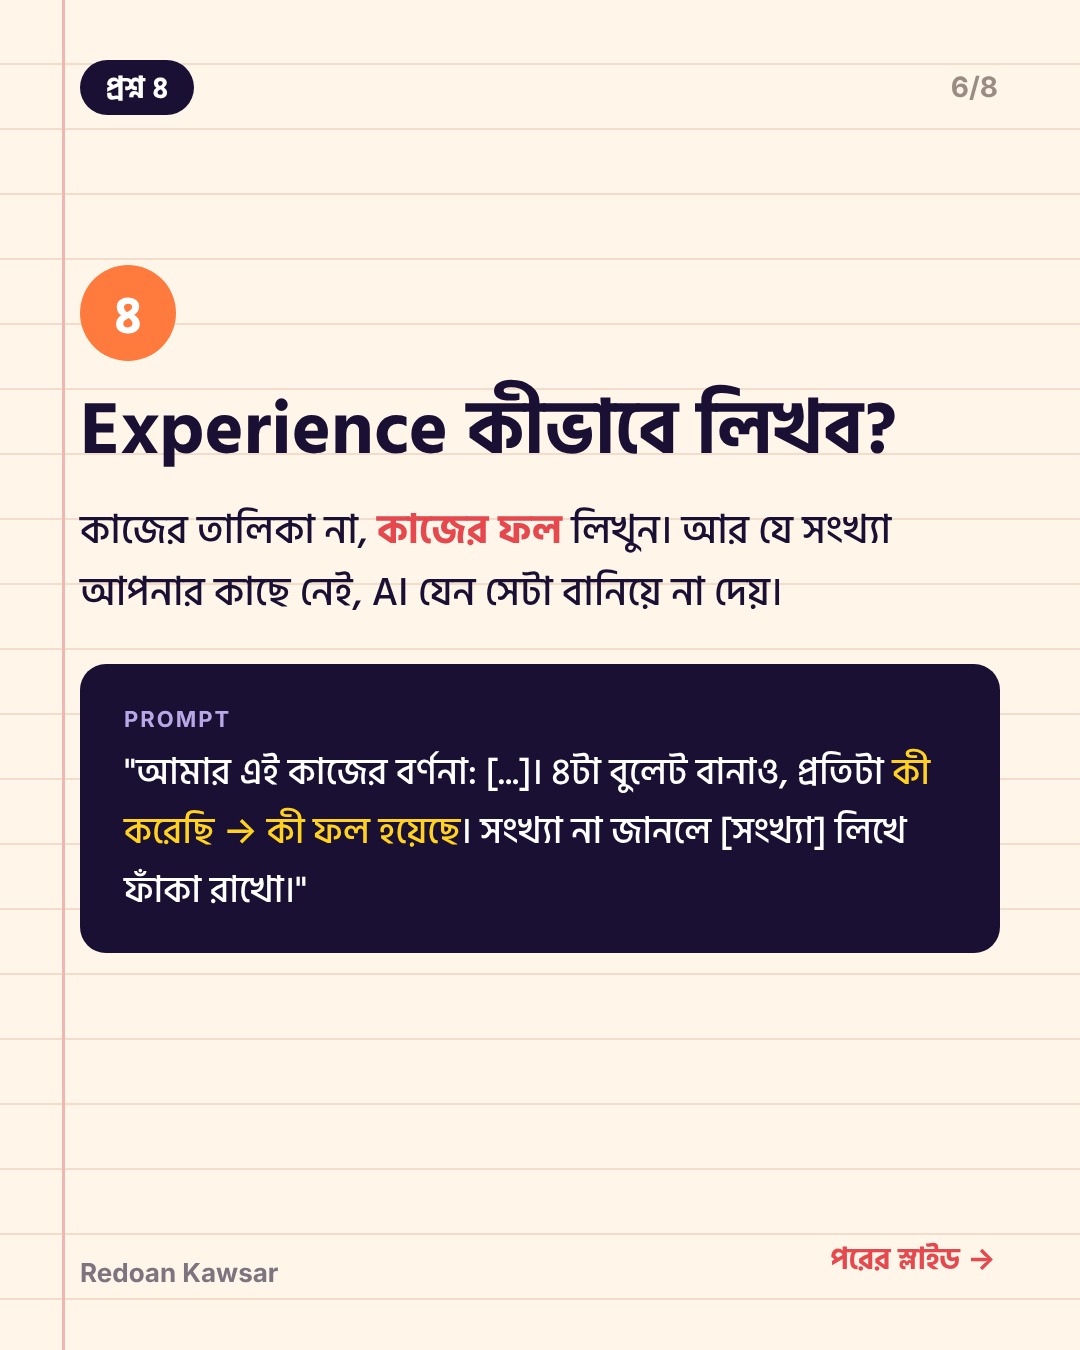 প্রশ্ন ৪
6/8
৪
Experience কীভাবে লিখব?
কাজের তালিকা না, কাজের ফল লিখুন। আর যে সংখ্যা
আপনার কাছে নেই, AI যেন সেটা বানিয়ে না দেয়।
PROMPT
"আমার এই কাজের বর্ণনা: [...]। ৪টা বুলেট বানাও, প্রতিটা কী
করেছি → কী ফল হয়েছে। সংখ্যা না জানলে [সংখ্যা] লিখে
ফাঁকা রাখো।"
Redoan Kawsar
পরের স্লাইড →